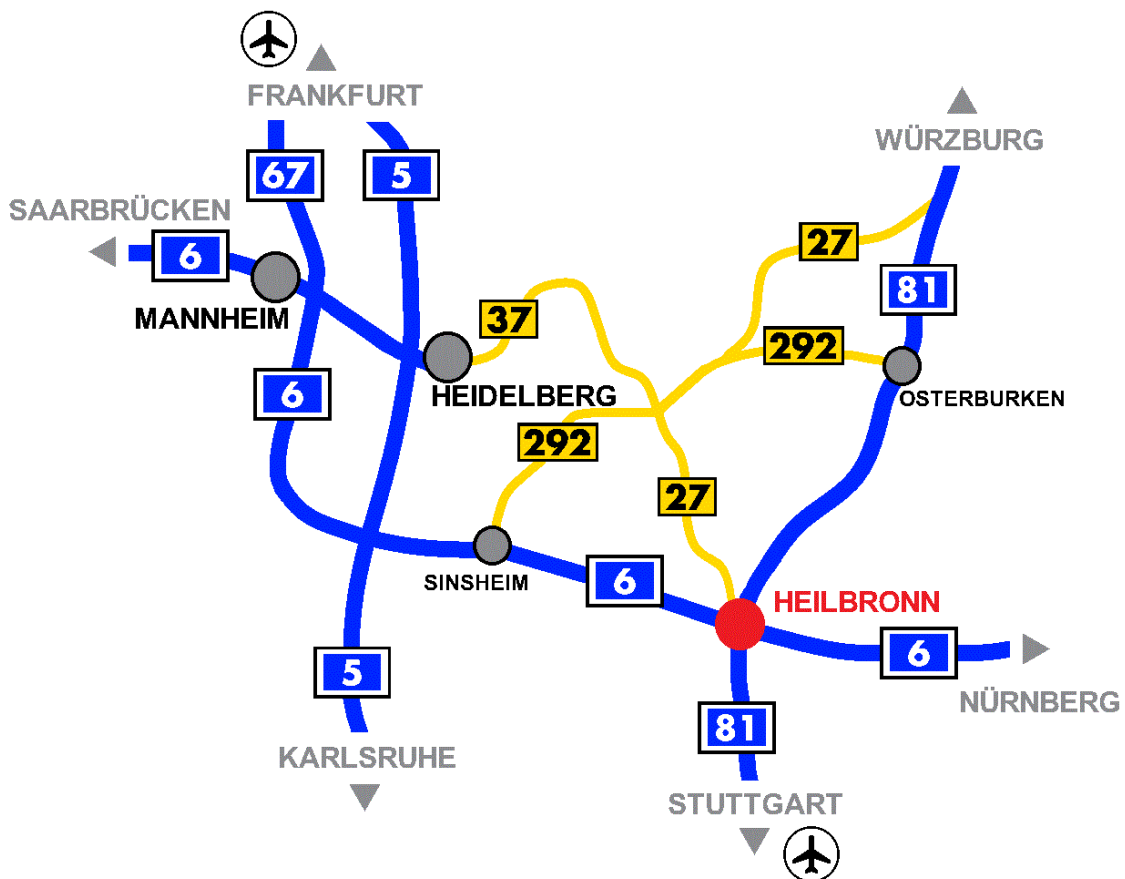 FRANKFURT
WÜRZBURG
67
5
SAARBRÜCKEN
27
6
81
MANNHEIM
37
292
HEIDELBERG
6
OSTERBURKEN
292
27
SINSHEIM
6
HEILBRONN
6
5
NÜRNBERG
81
KARLSRUHE
STUTTGART